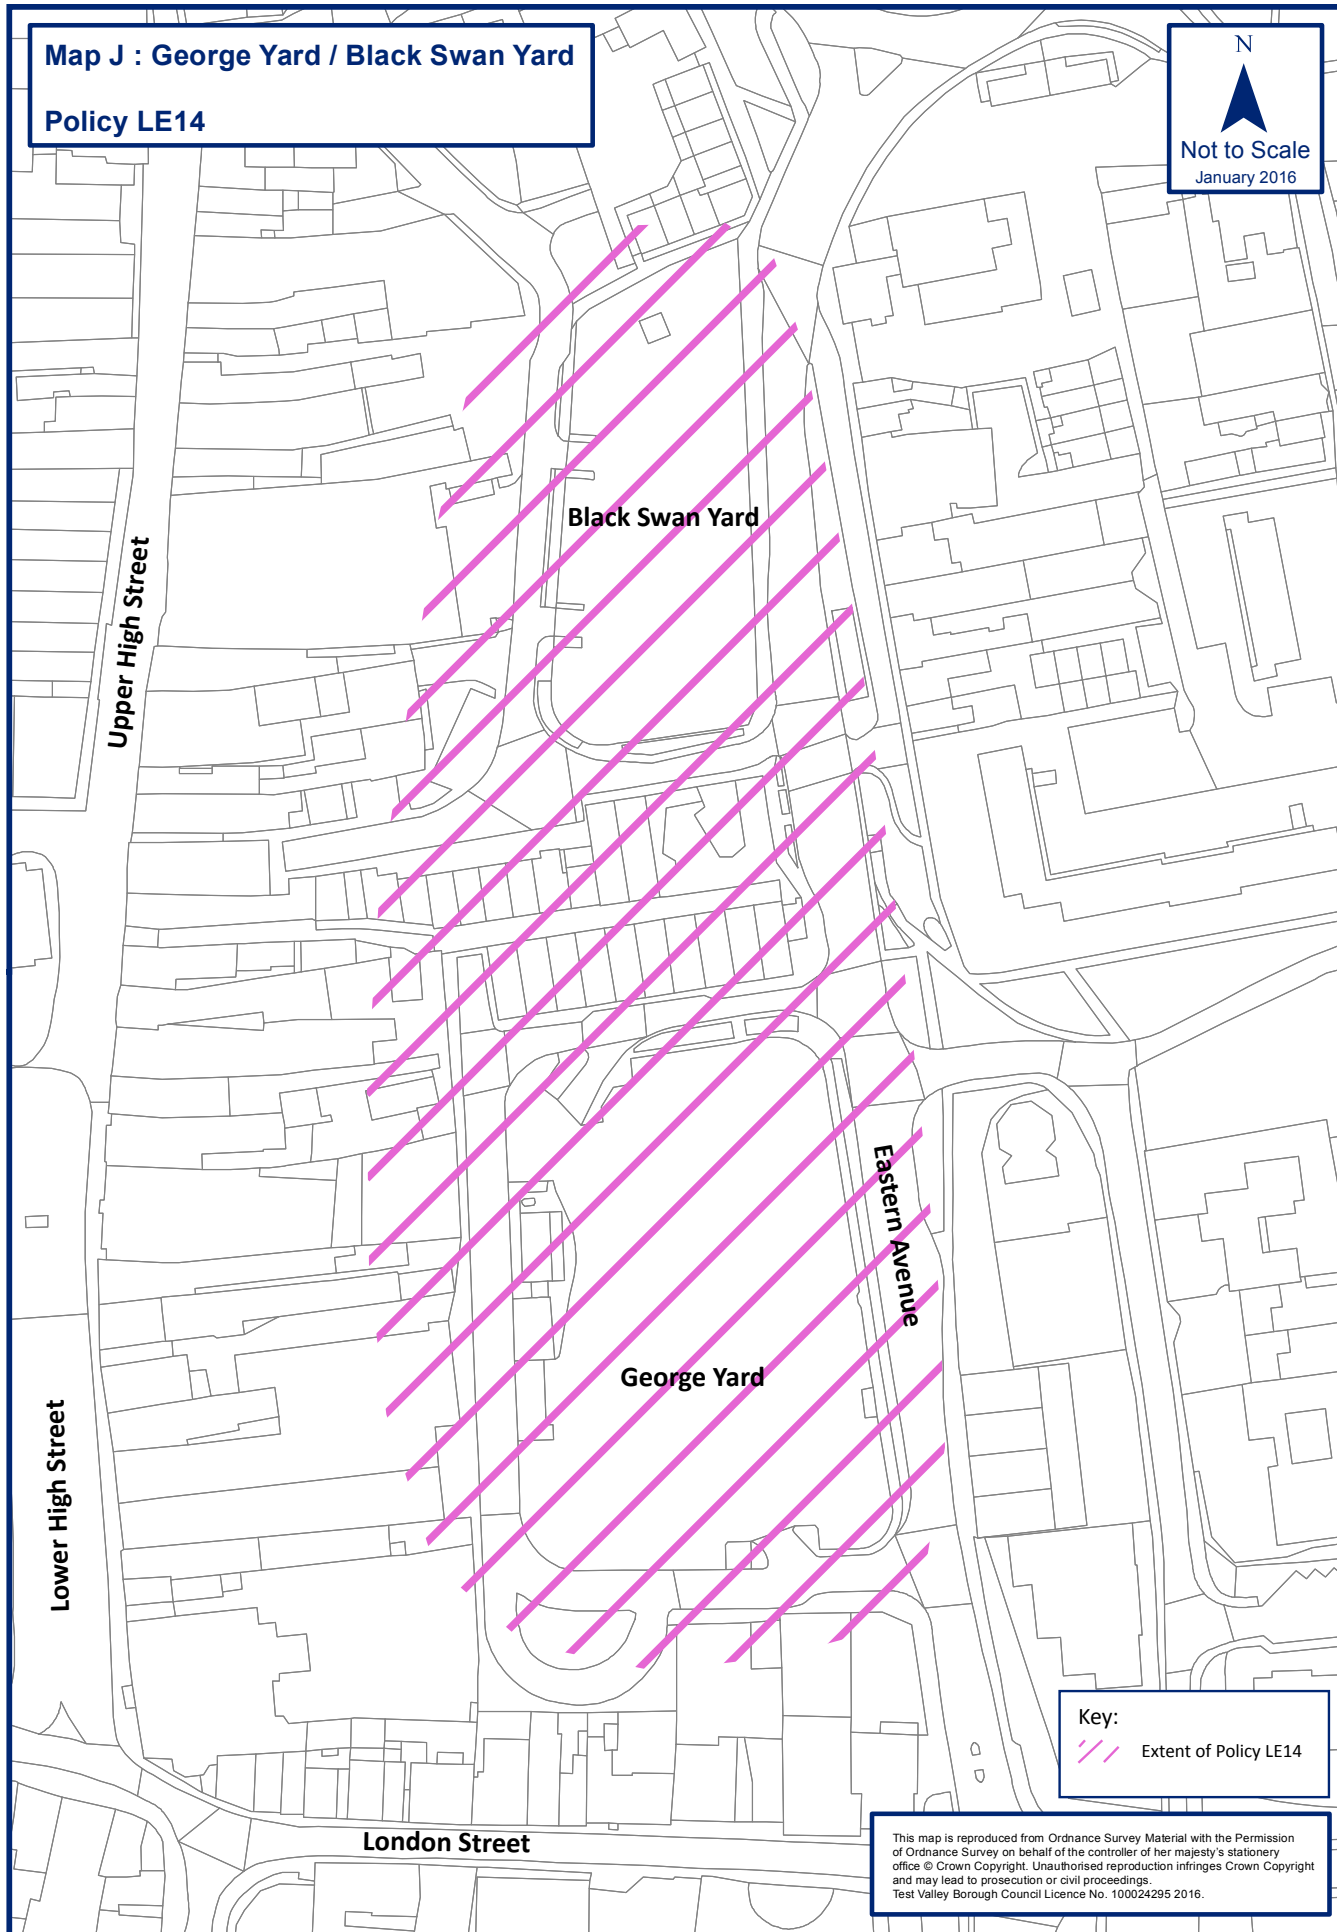 Map J : George Yard / Black Swan Yard
Policy LE14
N
Not to Scale
January 2016
Black Swan Yard
Upper High Street
Eastern Avenue
George Yard
Lower High Street
London Street
Key:
Extent of Policy LE14
This map is reproduced from Ordnance Survey Material with the Permission
of Ordnance Survey on behalf of the controller of her majesty's stationery
office © Crown Copyright. Unauthorised reproduction infringes Crown Copyright
and may lead to prosecution or civil proceedings.
Test Valley Borough Council Licence No. 100024295 2016.